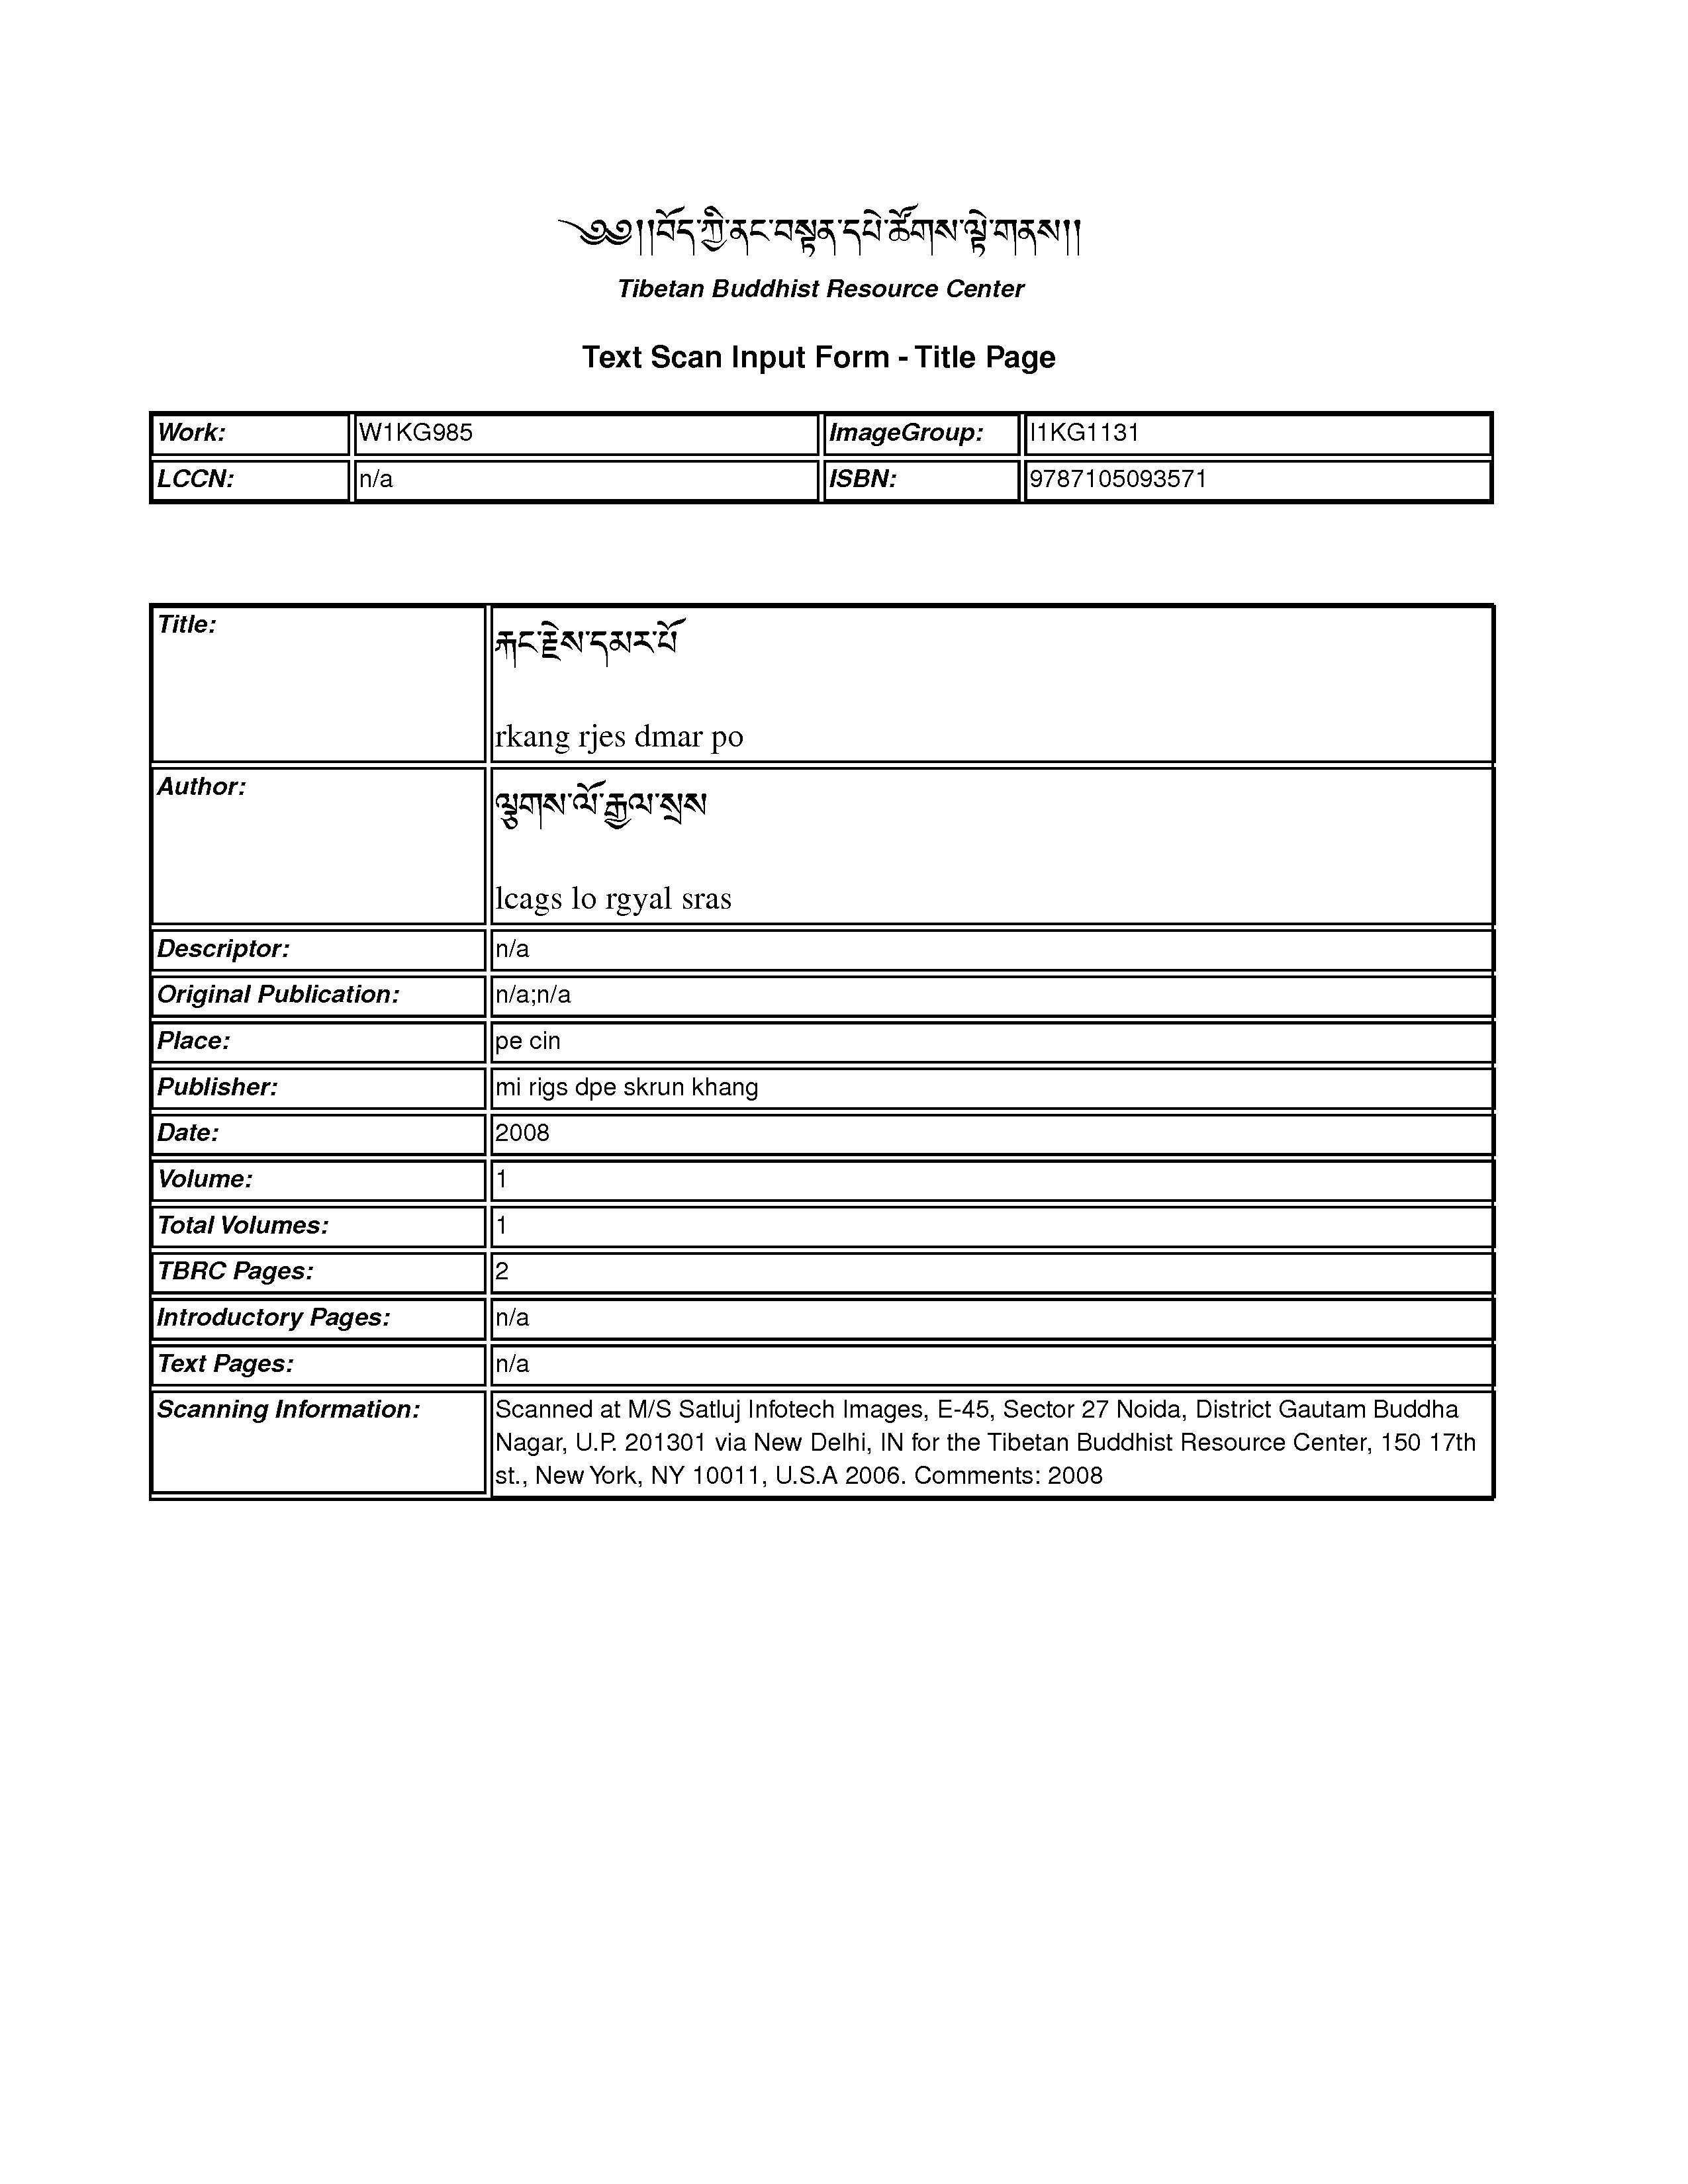 ༄༅།།བོད་ཀྱི་ནང་བསྟན་དཔེ་ཚོགས་ལྟེ་གནས།།
Tibetan Buddhist Resource Center
Text Scan Input Form - Title Page
Work: W1KG985 ImageGroup: I1KG1131
LCCN: n/a ISBN: 9787105093571
Title: རྐང་རྗེས་དམར་པོ
rkang rjes dmar po
Author: ལྕགས་ལོ་རྒྱལ་སྲས
lcags lo rgyal sras
Descriptor: n/a
Original Publication: n/a;n/a
Place: pe cin
Publisher: mi rigs dpe skrun khang
Date: 2008
Volume: 1
Total Volumes: 1
TBRC Pages: 2
Introductory Pages: n/a
Text Pages: n/a
Scanning Information: Scanned at M/S Satluj Infotech Images, E-45, Sector 27 Noida, District Gautam Buddha
Nagar, U.P. 201301 via New Delhi, IN for the Tibetan Buddhist Resource Center, 150 17th
st., New York, NY 10011, U.S.A 2006. Comments: 2008